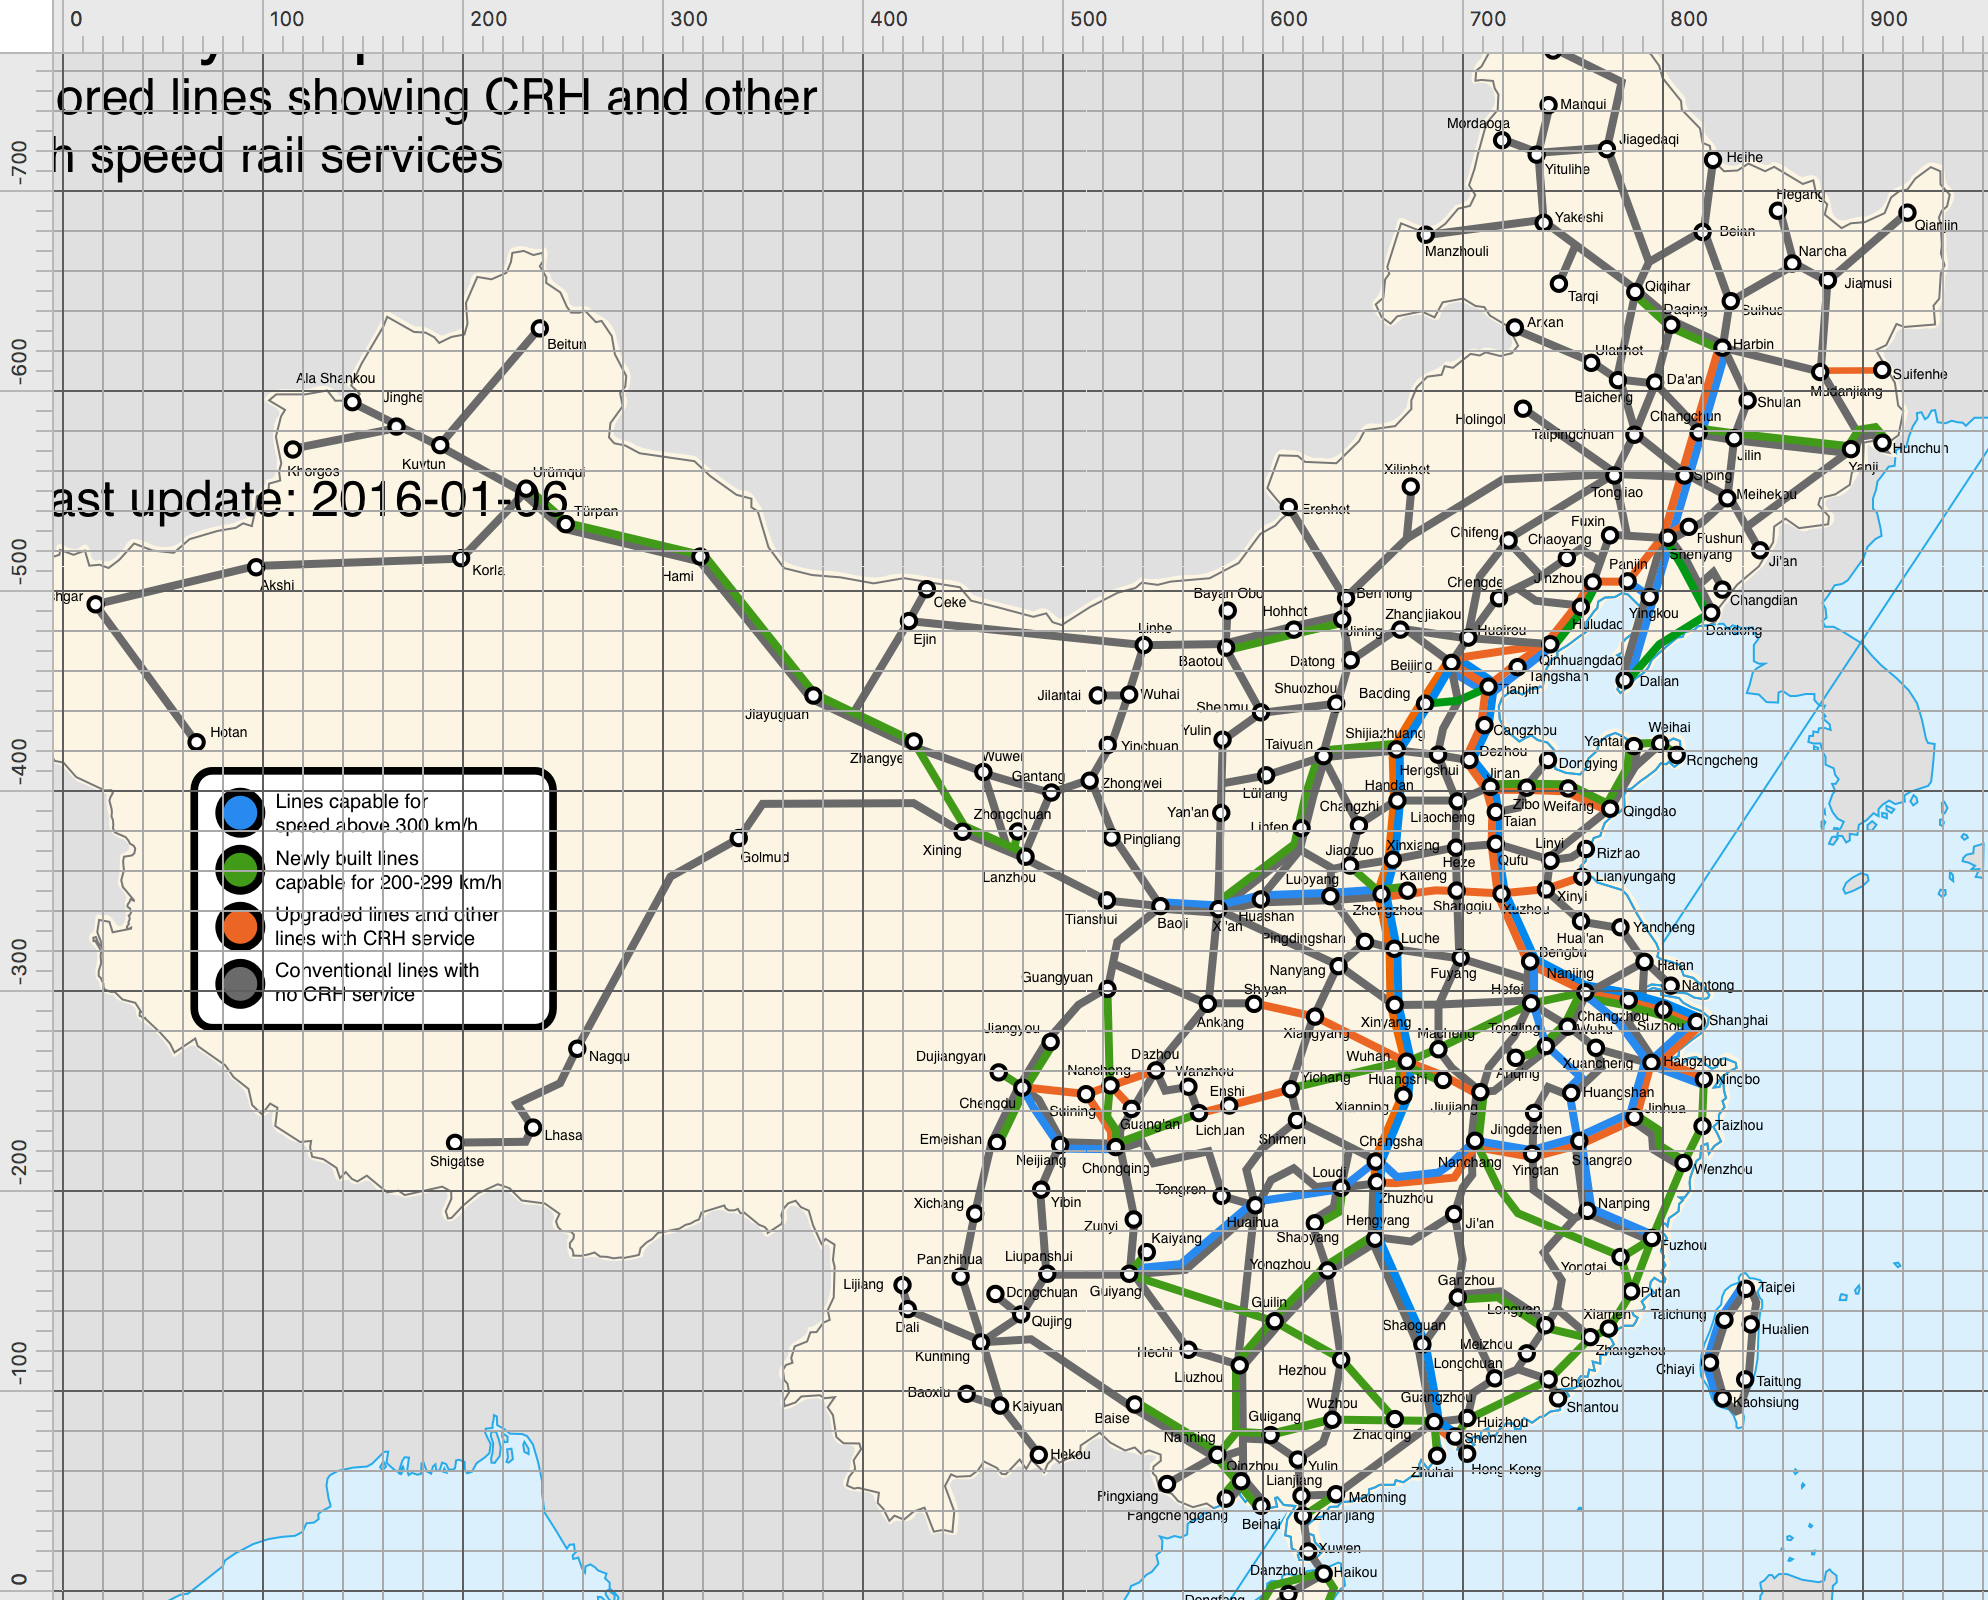 0 100 200 300 400 500 600 700 800 900
ored lines showing CRH and other
h speed rail services
ast update: 2016-01-06
-700
-600
-500
-400
-300
-200
-100
0
Lines capable for
speed above 300 km/h
Newly built lines
capable for 200-299 km/h
Upgraded lines and other
lines with CRH service
Conventional lines with
no CRH service
Mangui
Mordaoga
Jiagedaqi
Yitulihe
Heihe
Hegang
Yakeshi
Beian
Qianjin
Manzhouli
Nancha
Tarqi
Qiqihar
Jiamusi
Daqing
Suihua
Arxan
Ulanhot
Harbin
Da'an
Suifenhe
Mudanjiang
Baicheng
Shulan
Holingol
Changchun
Taipingchuan
Jilin
Hunchun
Yanji
Beitun
Ala Shankou
Jinghe
Khorgos
Kuytun
Urümqi
Turpan
Hami
Korla
Akshi
shgar
Hotan
Xilinhot
Siping
Tongliao
Meihekou
Erenhot
Fuxin
Chifeng
Chaoyang
Fushun
Shenyang
Ji'an
Panjin
Jinzhou
Chengde
Changdian
Yingkou
Huludao
Dandong
Ceke
Ejin
Linhe
Bayan Obo
Hohhot
Benhong
Jining
Zhangjiakou
Huairou
Baotou
Datong
Beijing
Qinhuangdao
Tangshan
Tianjin
Dalian
Jiayuguan
Jilantai
Wuhai
Shenmu
Shuozhou
Baoding
Cangzhou
Weihai
Yantai
Rongcheng
Zhangye
Wuwei
Yinchuan
Yulin
Taiyuan
Shijiazhuang
Dezhou
Hengshui
Dongying
Gantang
Zhongwei
Lüliang
Jinan
Handan
Zibo
Weifang
Qingdao
Zhongchuan
Yan'an
Changzhi
Liaocheng
Taian
Linfen
Xining
Pingliang
Golmud
Lanzhou
Jiaozuo
Xinxiang
Heze
Qufu
Linyi
Rizhao
Luoyang
Kaifeng
Lianyungang
Tianshui
Baoji
Xi'an
Huashan
Zhengzhou
Shangqiu
Xuzhou
Xinyi
Yancheng
Huai'an
Pingdingshan
Luohe
Bengbu
Nanyang
Fuyang
Nanjing
Haian
Guangyuan
Hefei
Nantong
Shiyan
Ankang
Xiangyang
Xinyang
Macheng
Tongling
Changzhou
Wuhu
Suzhou
Shanghai
Jiangyou
Nagqu
Dujiangyan
Dazhou
Nanchong
Wanzhou
Wuhan
Xuancheng
Hangzhou
Yichang
Huangshi
Anqing
Ningbo
Enshi
Chengdu
Suining
Xianning
Jiujiang
Huangshan
Jinhua
Guang'an
Lichuan
Lhasa
Shigatse
Emeishan
Neijiang
Chongqing
Shimen
Changsha
Jingdezhen
Taizhou
Nanchang
Yingtan
Shangrao
Wenzhou
Loudi
Tongren
Xichang
Yibin
Huaihua
Zhuzhou
Nanping
Zunyi
Shaoyang
Hengyang
Ji'an
Kaiyang
Fuzhou
Panzhihua
Liupanshui
Yongzhou
Yongtai
Lijiang
Dongchuan
Guiyang
Ganzhou
Putian
Taipei
Dali
Qujing
Guilin
Longyan
Xiamen
Taichung
Hualien
Kunming
Shaoguan
Hechi
Meizhou
Zhangzhou
Liuzhou
Hezhou
Longchuan
Chiayi
Baoxiu
Kaiyuan
Baise
Guigang
Wuzhou
Guangzhou
Chaozhou
Taitung
Shantou
Kaohsiung
Huizhou
Zhaoqing
Nanning
Shenzhen
Hekou
Qinzhou
Yulin
Zhuhai
Hong Kong
Lianjiang
Pingxiang
Maoming
Fangchenggang
Beihai
Zhanjiang
Xuwen
Danzhou
Haikou
Dongfang